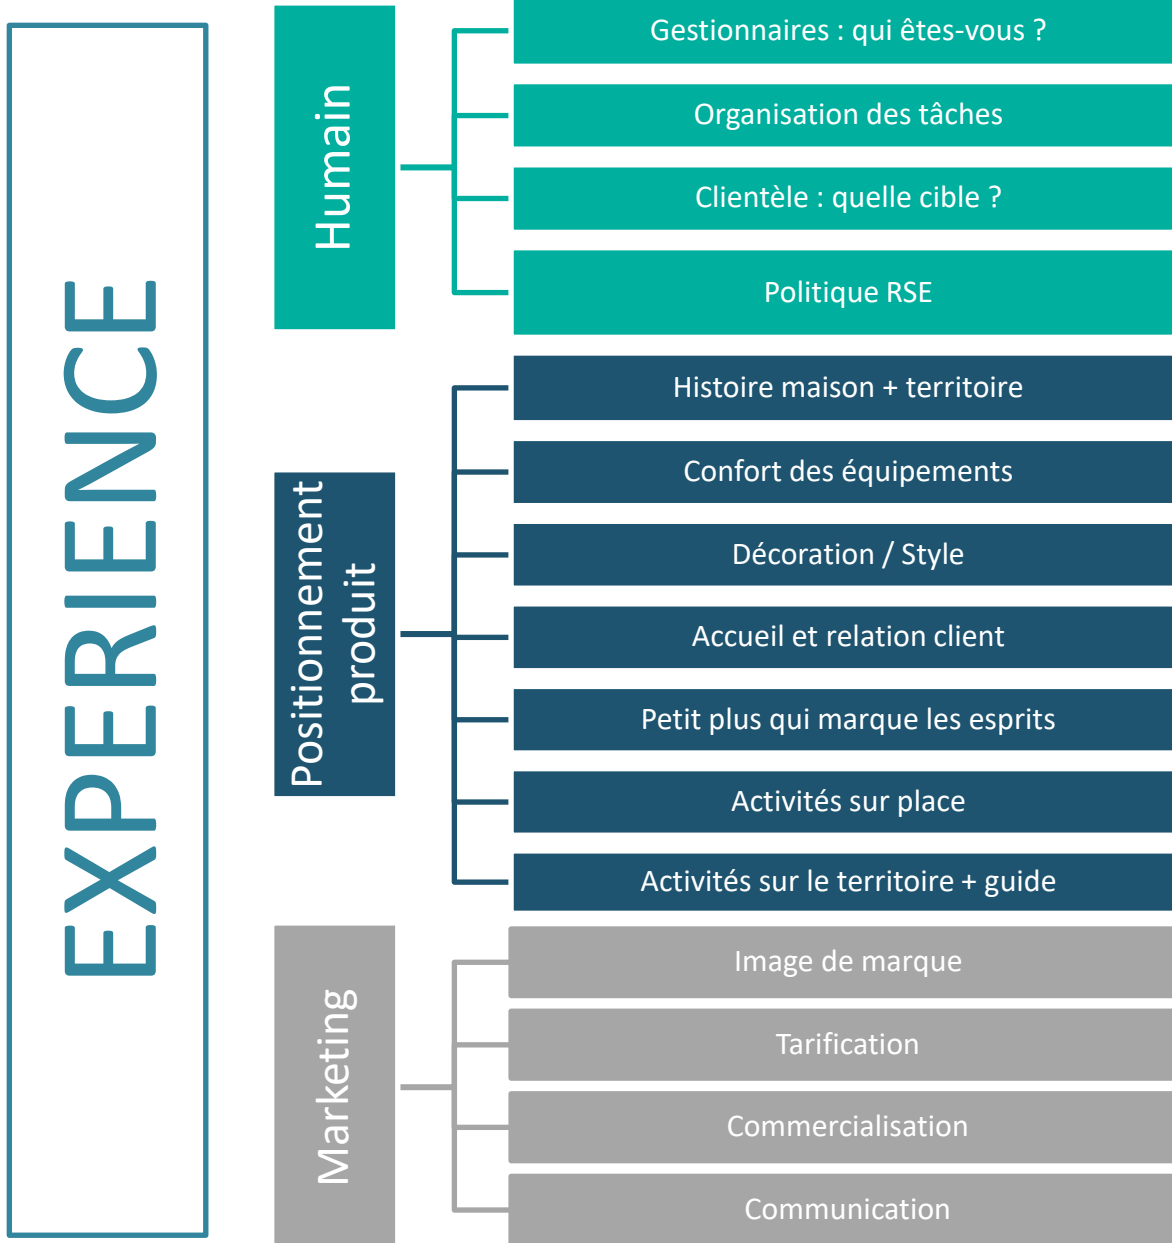 EXPERIENCE
Humain
Gestionnaires : qui êtes-vous ?
Organisation des tâches
Clientèle : quelle cible ?
Politique RSE
Positionnement
produit
Histoire maison + territoire
Confort des équipements
Décoration / Style
Accueil et relation client
Petit plus qui marque les esprits
Activités sur place
Activités sur le territoire + guide
Marketing
Image de marque
Tarification
Commercialisation
Communication